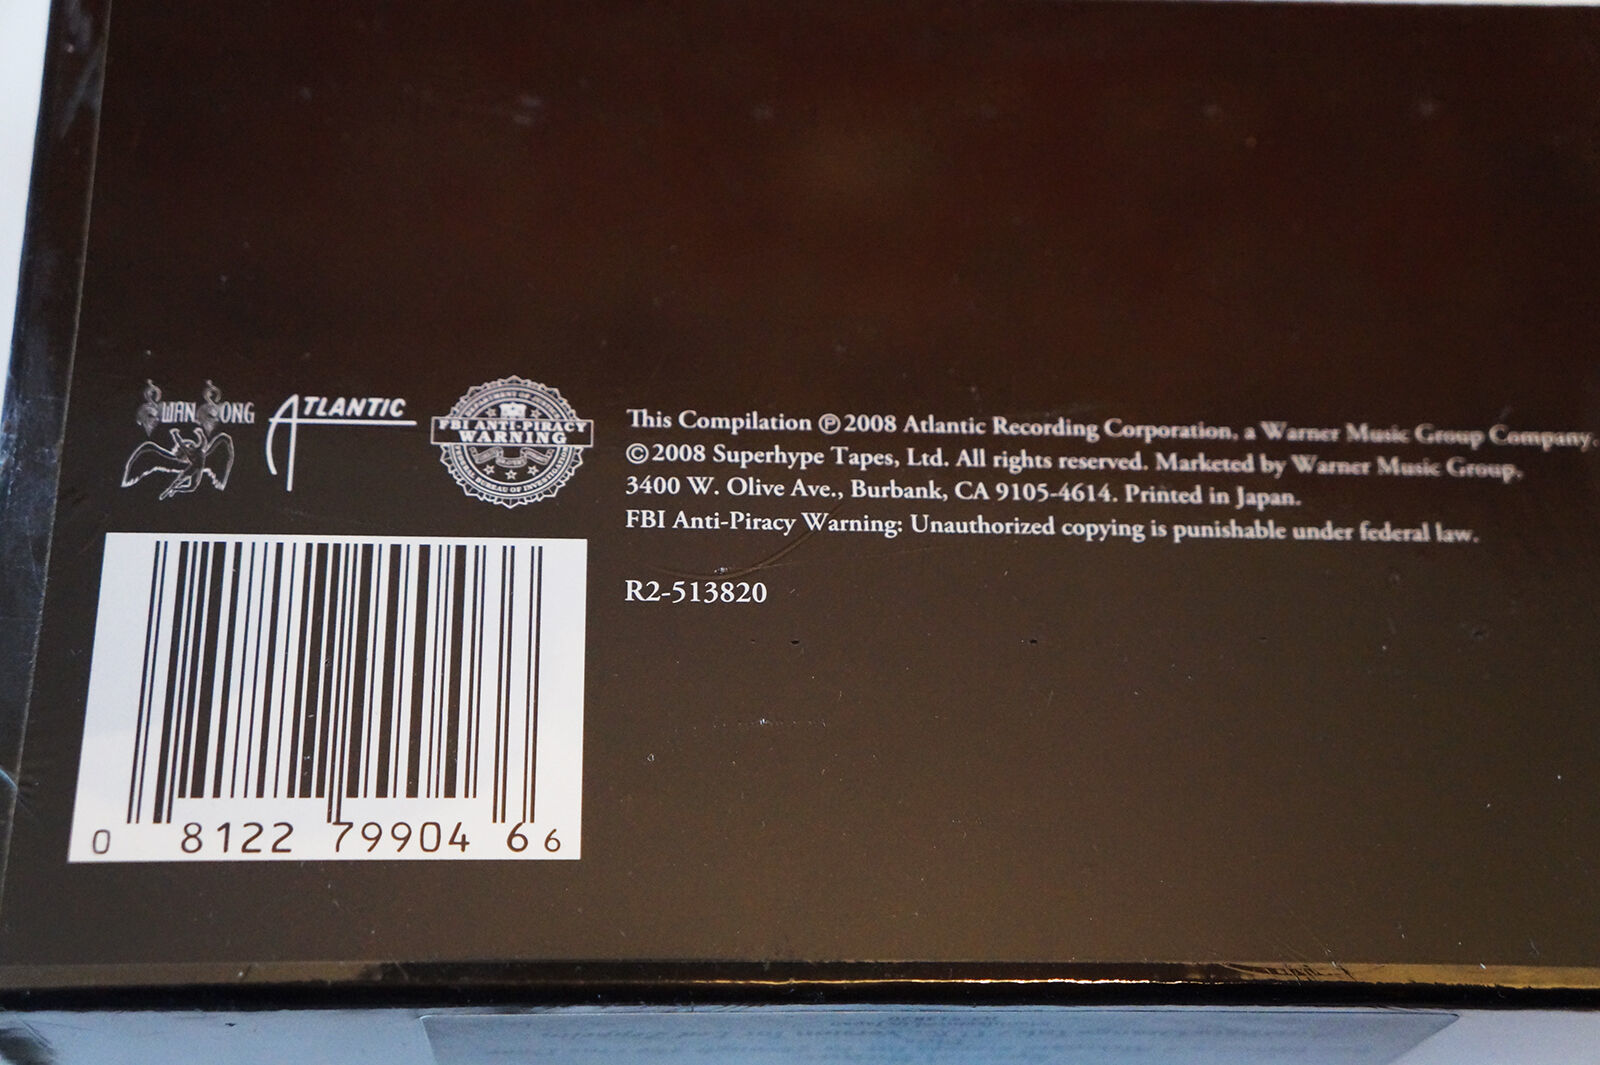 SWAN SONG
ATLANTIC
FBI ANTI-PIRACY
WARNING
This Compilation ℗ 2008 Atlantic Recording Corporation, a Warner Music Group Company.
© 2008 Superhype Tapes, Ltd. All rights reserved. Marketed by Warner Music Group.
3400 W. Olive Ave., Burbank, CA 9105-4614. Printed in Japan.
FBI Anti-Piracy Warning: Unauthorized copying is punishable under federal law.
R2-513820
0 8122 79904 6 6